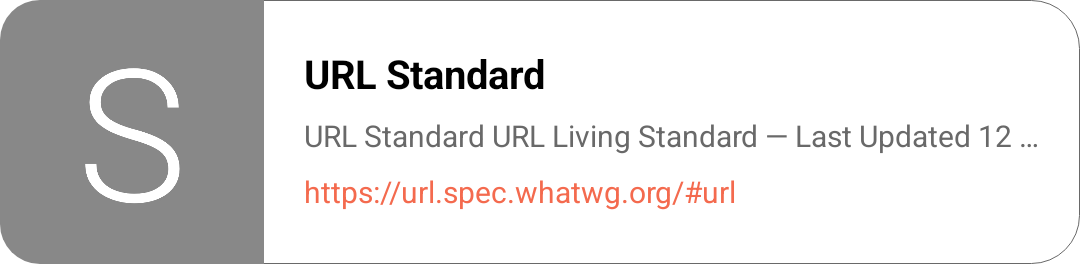 S
URL Standard
URL Standard URL Living Standard — Last Updated 12 ...
https://url.spec.whatwg.org/#url